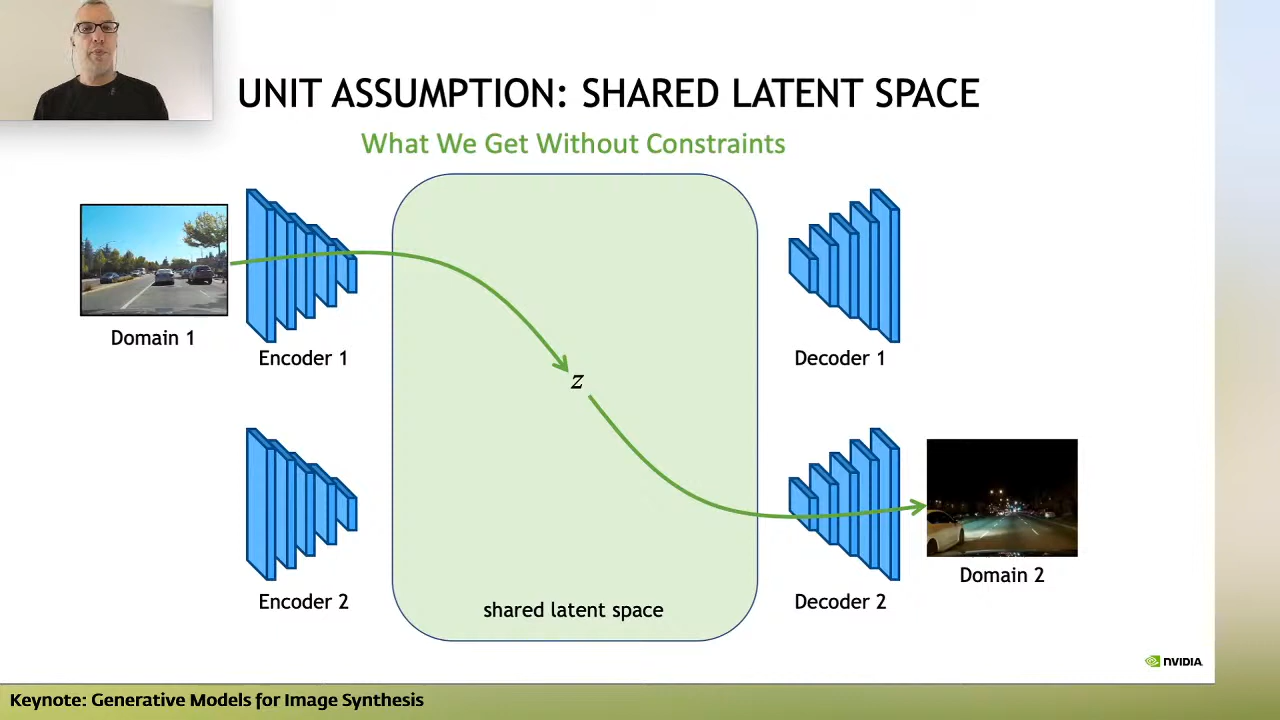 UNIT ASSUMPTION: SHARED LATENT SPACE
What We Get Without Constraints
Domain 1
Encoder 1
Decoder 1
z
Encoder 2
shared latent space
Decoder 2
Domain 2
NVIDIA.
Keynote: Generative Models for Image Synthesis